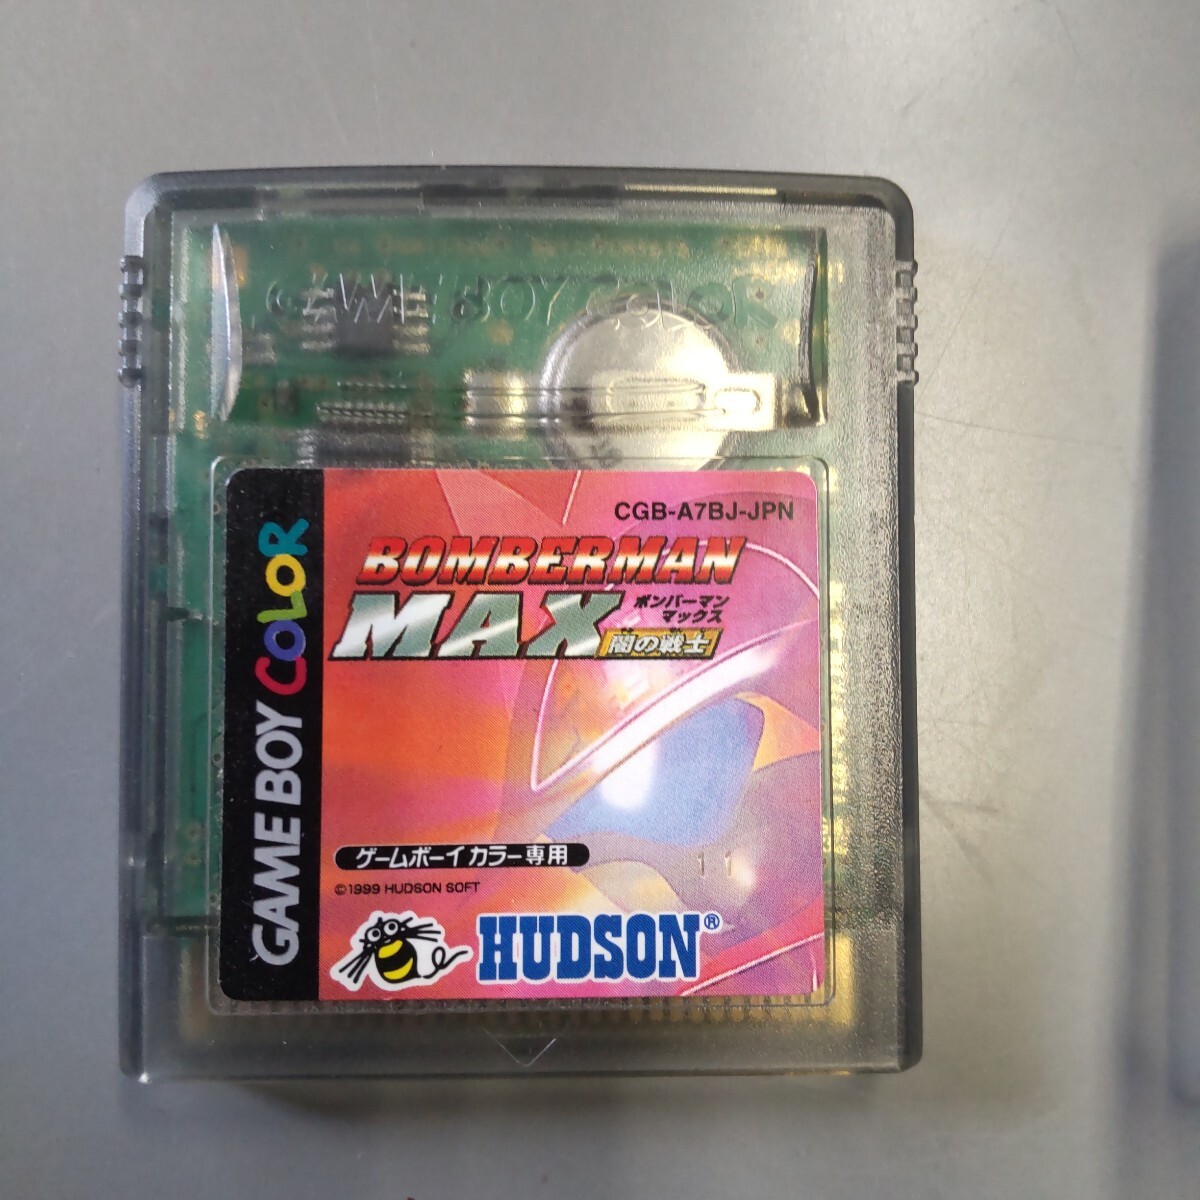 GAME BOY COLOR
GAME BOY COLOR
CGB-A7BJ-JPN
BOMBERMAN
MAX
ボンバーマン
マックス
闇の戦士
ゲームボーイカラー専用
©1999 HUDSON SOFT
11
HUDSON®